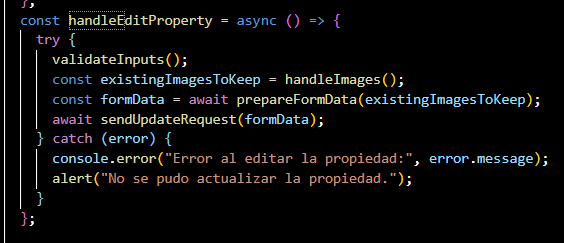 };
const handleEditProperty = async () => {
try {
validateInputs();
const existingImagesToKeep = handleImages();
const formData = await prepareFormData(existingImagesToKeep);
await sendUpdateRequest(formData);
} catch (error) {
console.error("Error al editar la propiedad:", error.message);
alert("No se pudo actualizar la propiedad.");
}
};